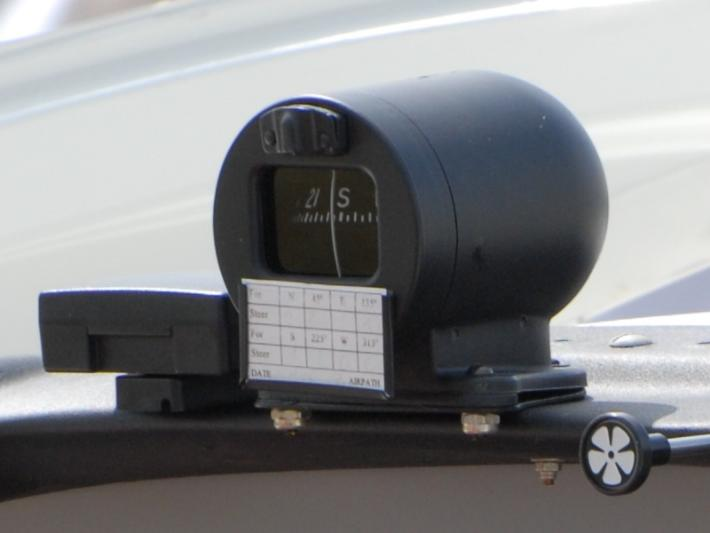 21 S
For N 45° E 135°
Steer
For S 225° W 315°
Steer
DATE AIRPATH